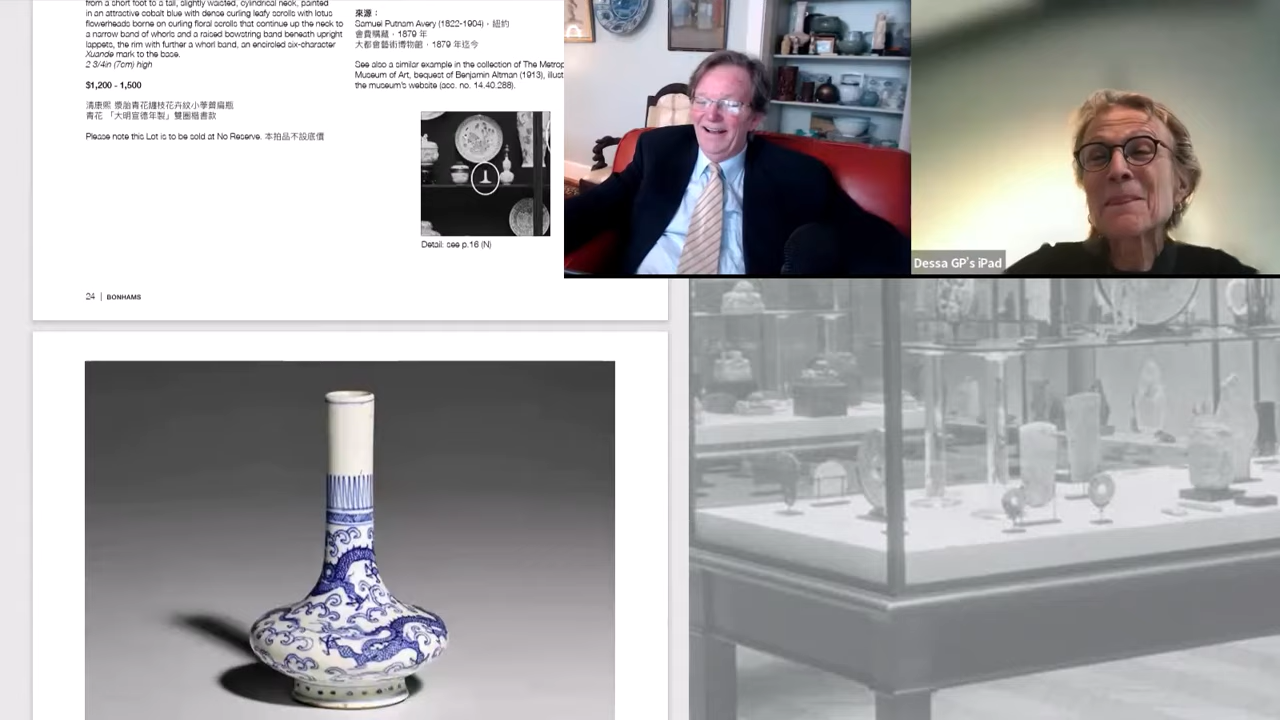 from a short foot to a tall, slightly waisted, cylindrical neck, painted
in an attractive cobalt blue with dense curling leafy scrolls with lotus
flowerheads borne on curling floral scrolls that continue up the neck to
a narrow band of whorls and a raised bowstring band beneath upright
lappets, the rim with further a whorl band, an encircled six-character
Xuande mark to the base.
2 3/4in (7cm) high
$1,200 - 1,500
清康熙 漿胎青花纏枝花卉紋小荸薺扁瓶
青花 「大明宣德年製」雙圈楷書款
Please note this Lot is to be sold at No Reserve. 本拍品不設底價
來源：
Samuel Putnam Avery (1822-1904)，紐約
會費購藏，1879 年
大都會藝術博物館，1879 年迄今
See also a similar example in the collection of The Metrop
Museum of Art, bequest of Benjamin Altman (1913), illust
the museum's website (acc. no. 14.40.288).
Detail: see p.16 (N)
24 | BONHAMS
Dessa GP's iPad